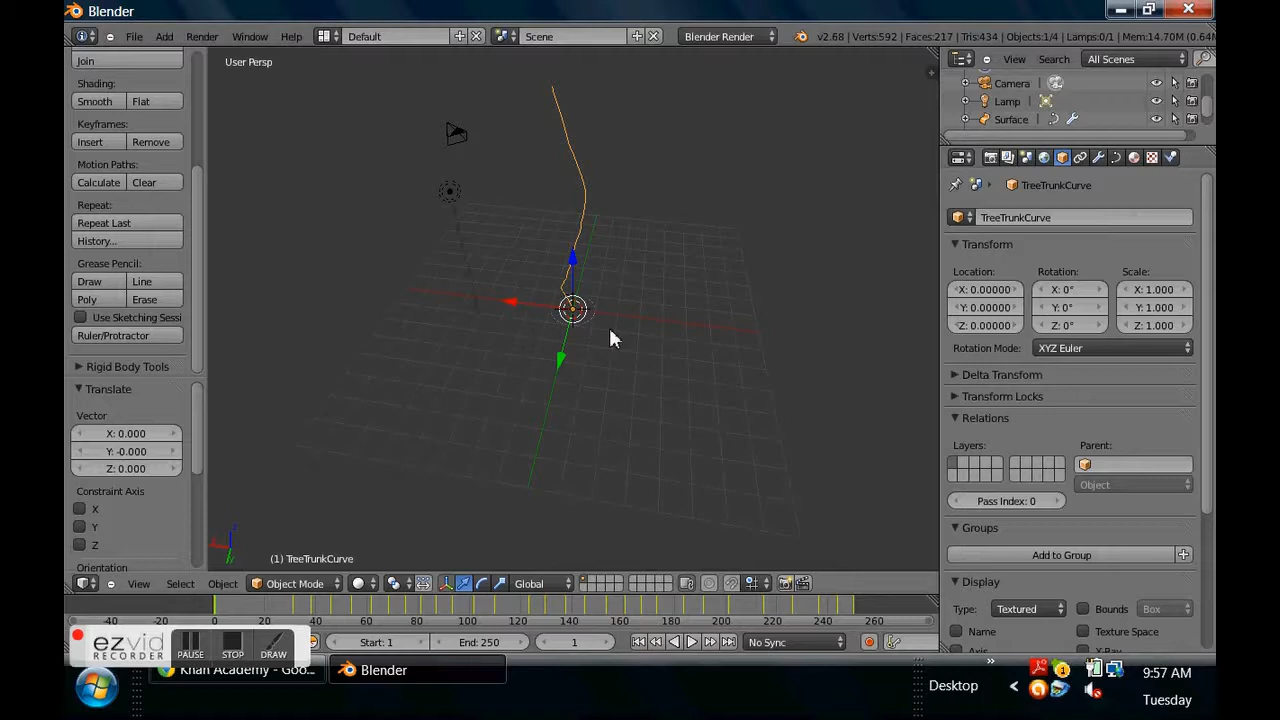 Blender
File Add Render Window Help Default Scene Blender Render v2.68 | Verts:592 | Faces:217 | Tris:434 | Objects:1/4 | Lamps:0/1 | Mem:14.70M (0.64M
Join
Shading:
Smooth Flat
Keyframes:
Insert Remove
Motion Paths:
Calculate Clear
Repeat:
Repeat Last
History...
Grease Pencil:
Draw Line
Poly Erase
Use Sketching Sessi
Ruler/Protractor
Rigid Body Tools
Translate
Vector
X: 0.000
Y: -0.000
Z: 0.000
Constraint Axis
X
Y
Z
Orientation
User Persp
(1) TreeTrunkCurve
View Select Object Object Mode Global
-40 -20 0 20 40 60 80 100 120 140 160 180 200 220 240 260
Start: 1 End: 250 1 No Sync
View Search All Scenes
Camera
Lamp
Surface
TreeTrunkCurve
TreeTrunkCurve
Transform
Location: Rotation: Scale:
X: 0.00000 X: 0° X: 1.000
Y: 0.00000 Y: 0° Y: 1.000
Z: 0.00000 Z: 0° Z: 1.000
Rotation Mode: XYZ Euler
Delta Transform
Transform Locks
Relations
Layers: Parent:
Object
Pass Index: 0
Groups
Add to Group
Display
Type: Textured Bounds Box
Name Texture Space
ezvid
RECORDER
PAUSE STOP DRAW
Khan Academy - Goo...
Blender
Desktop
9:57 AM
Tuesday